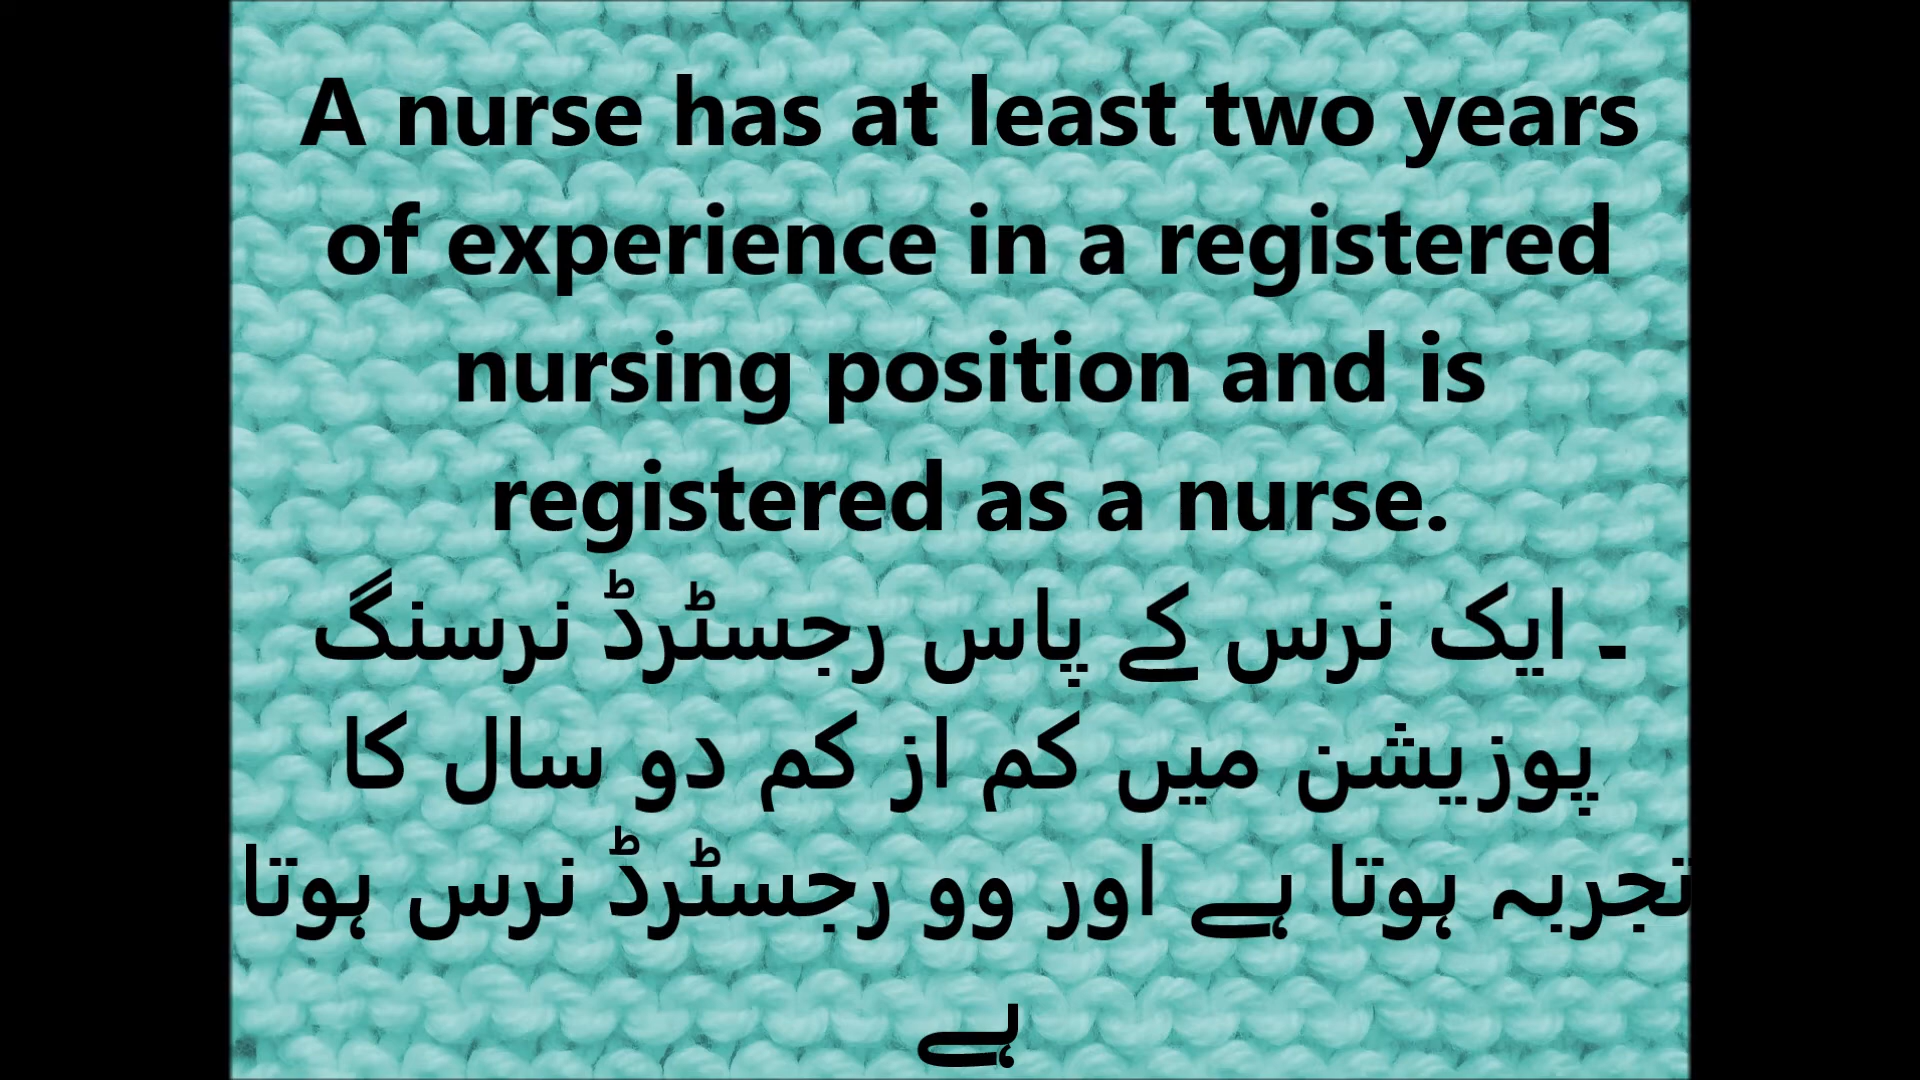 A nurse has at least two years
of experience in a registered
nursing position and is
registered as a nurse.
۔ ایک نرس کے پاس رجسٹرڈ نرسنگ
پوزیشن میں کم از کم دو سال کا
تجربہ ہوتا ہے اور وو رجسٹرڈ نرس ہوتا
ہے